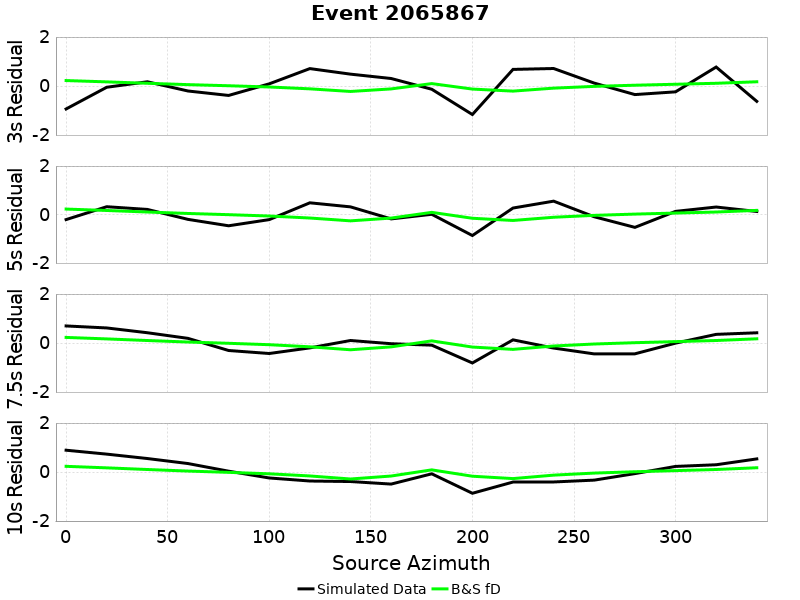 Event 2065867
3s Residual
2
0
-2
5s Residual
2
0
-2
7.5s Residual
2
0
-2
10s Residual
2
0
-2
0 50 100 150 200 250 300
Source Azimuth
Simulated Data B&S fD